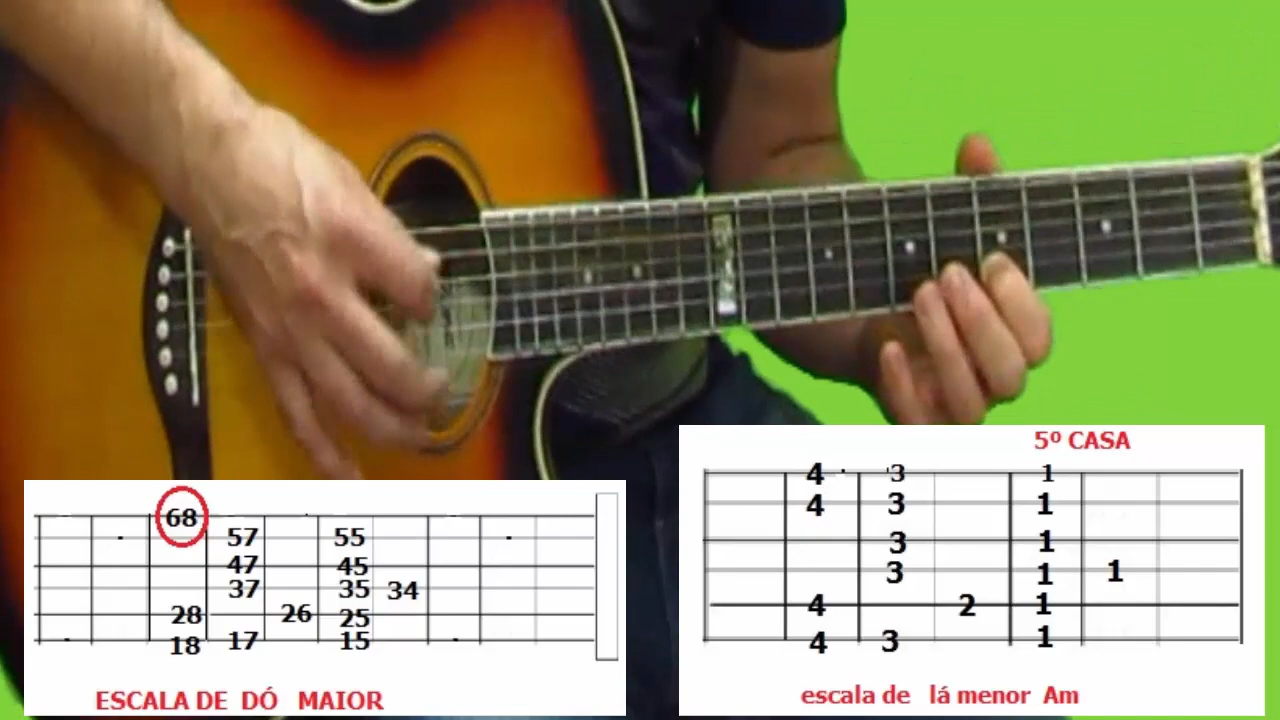 5º CASA
4 3 1
4 3 1
3 1
3 1 1
4 2 1
4 3 1
escala de lá menor Am
68
57 55
47 45
37 35 34
28 26 25
18 17 15
ESCALA DE DÓ MAIOR